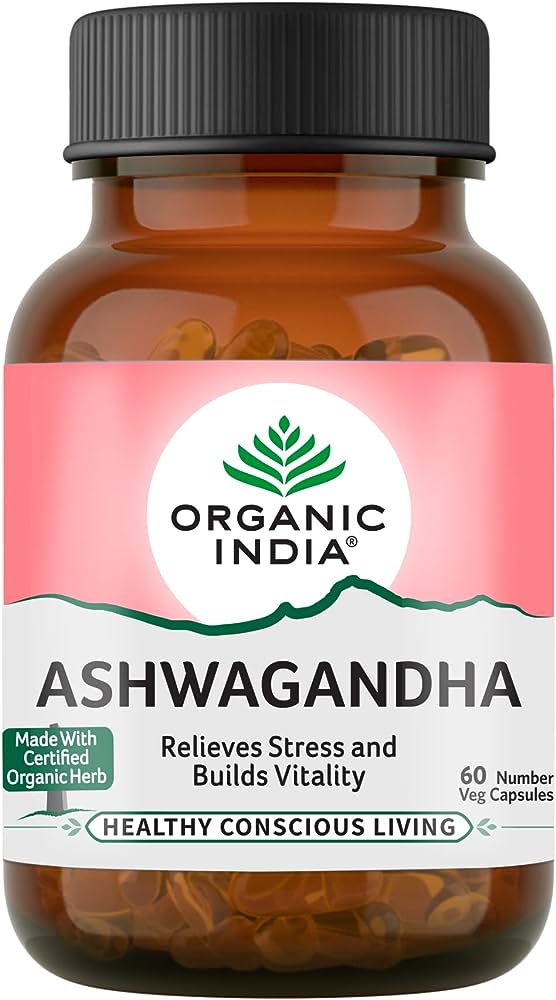 ORGANIC
INDIA®
ASHWAGANDHA
Made With
Certified
Organic Herb
Relieves Stress and
Builds Vitality
60 Number
Veg Capsules
HEALTHY CONSCIOUS LIVING